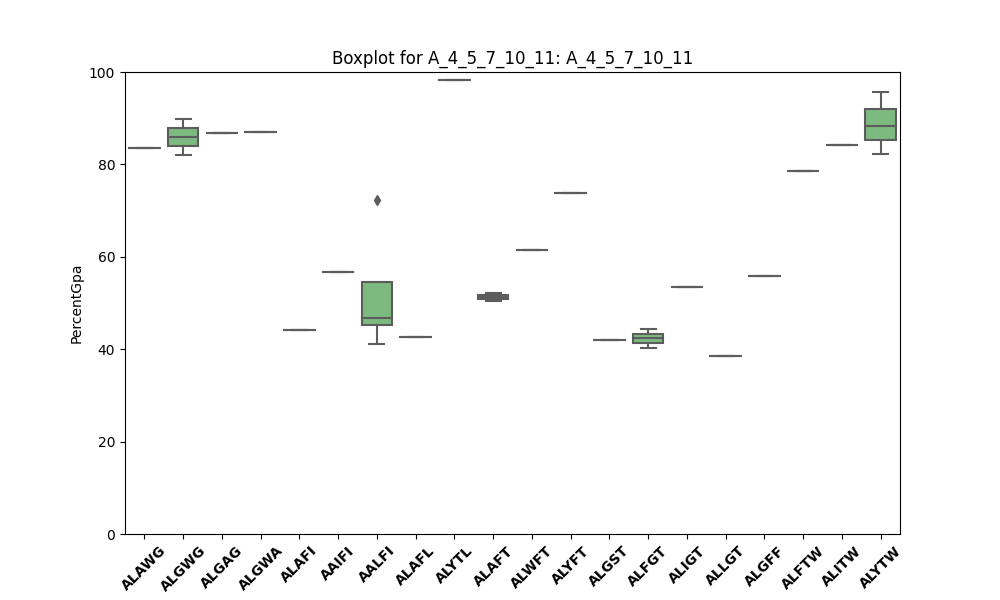 Boxplot for A_4_5_7_10_11: A_4_5_7_10_11
100
80
60
40
20
0
PercentGpa
ALAWG
ALGWG
ALGAG
ALGWA
ALAFI
AAIFI
AALFI
ALAFL
ALYTL
ALAFT
ALWFT
ALYFT
ALGST
ALFGT
ALIGT
ALLGT
ALGFF
ALFTW
ALITW
ALYTW